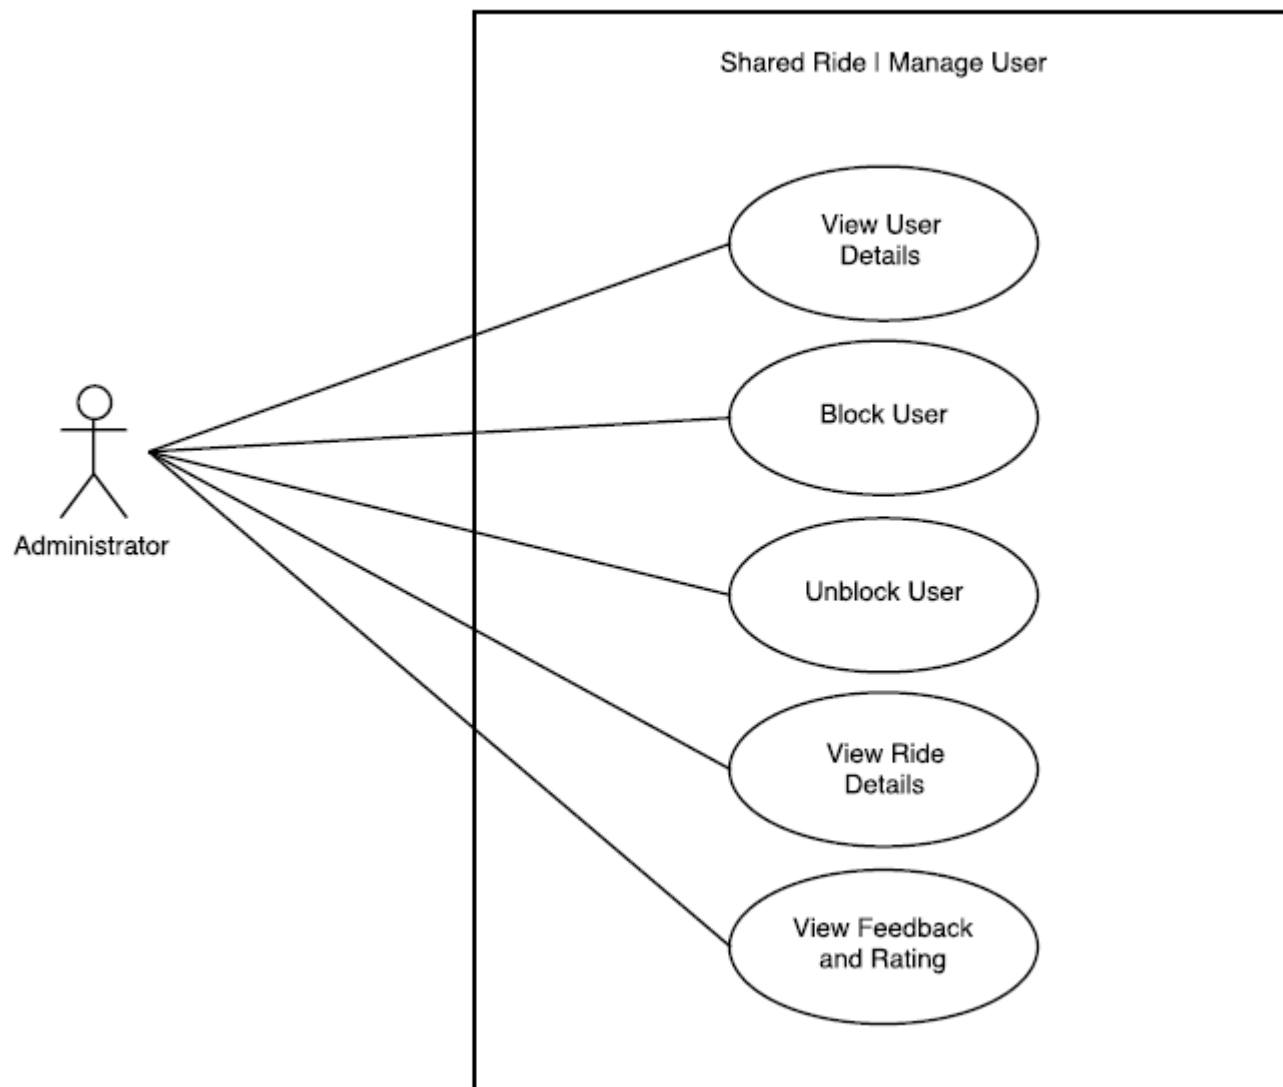 Shared Ride | Manage User
View User
Details
Block User
Administrator
Unblock User
View Ride
Details
View Feedback
and Rating